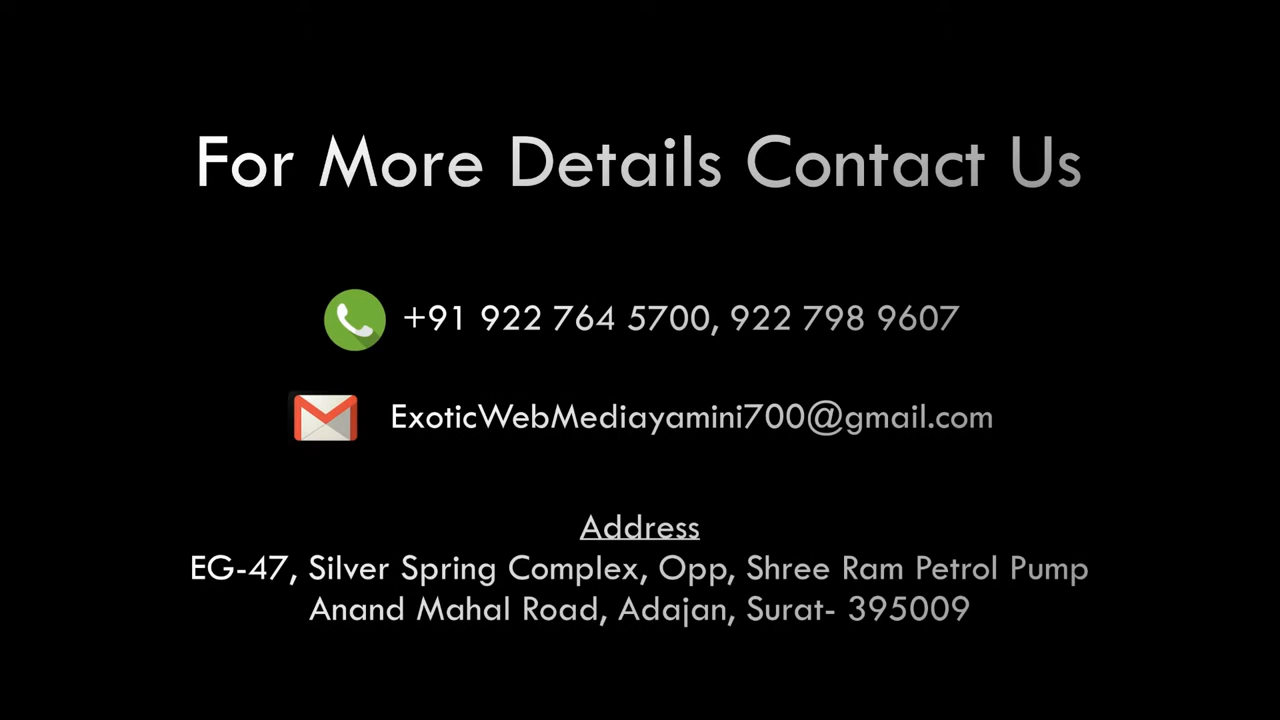 For More Details Contact Us
+91 922 764 5700, 922 798 9607
ExoticWebMediayamini700@gmail.com
Address
EG-47, Silver Spring Complex, Opp, Shree Ram Petrol Pump
Anand Mahal Road, Adajan, Surat- 395009